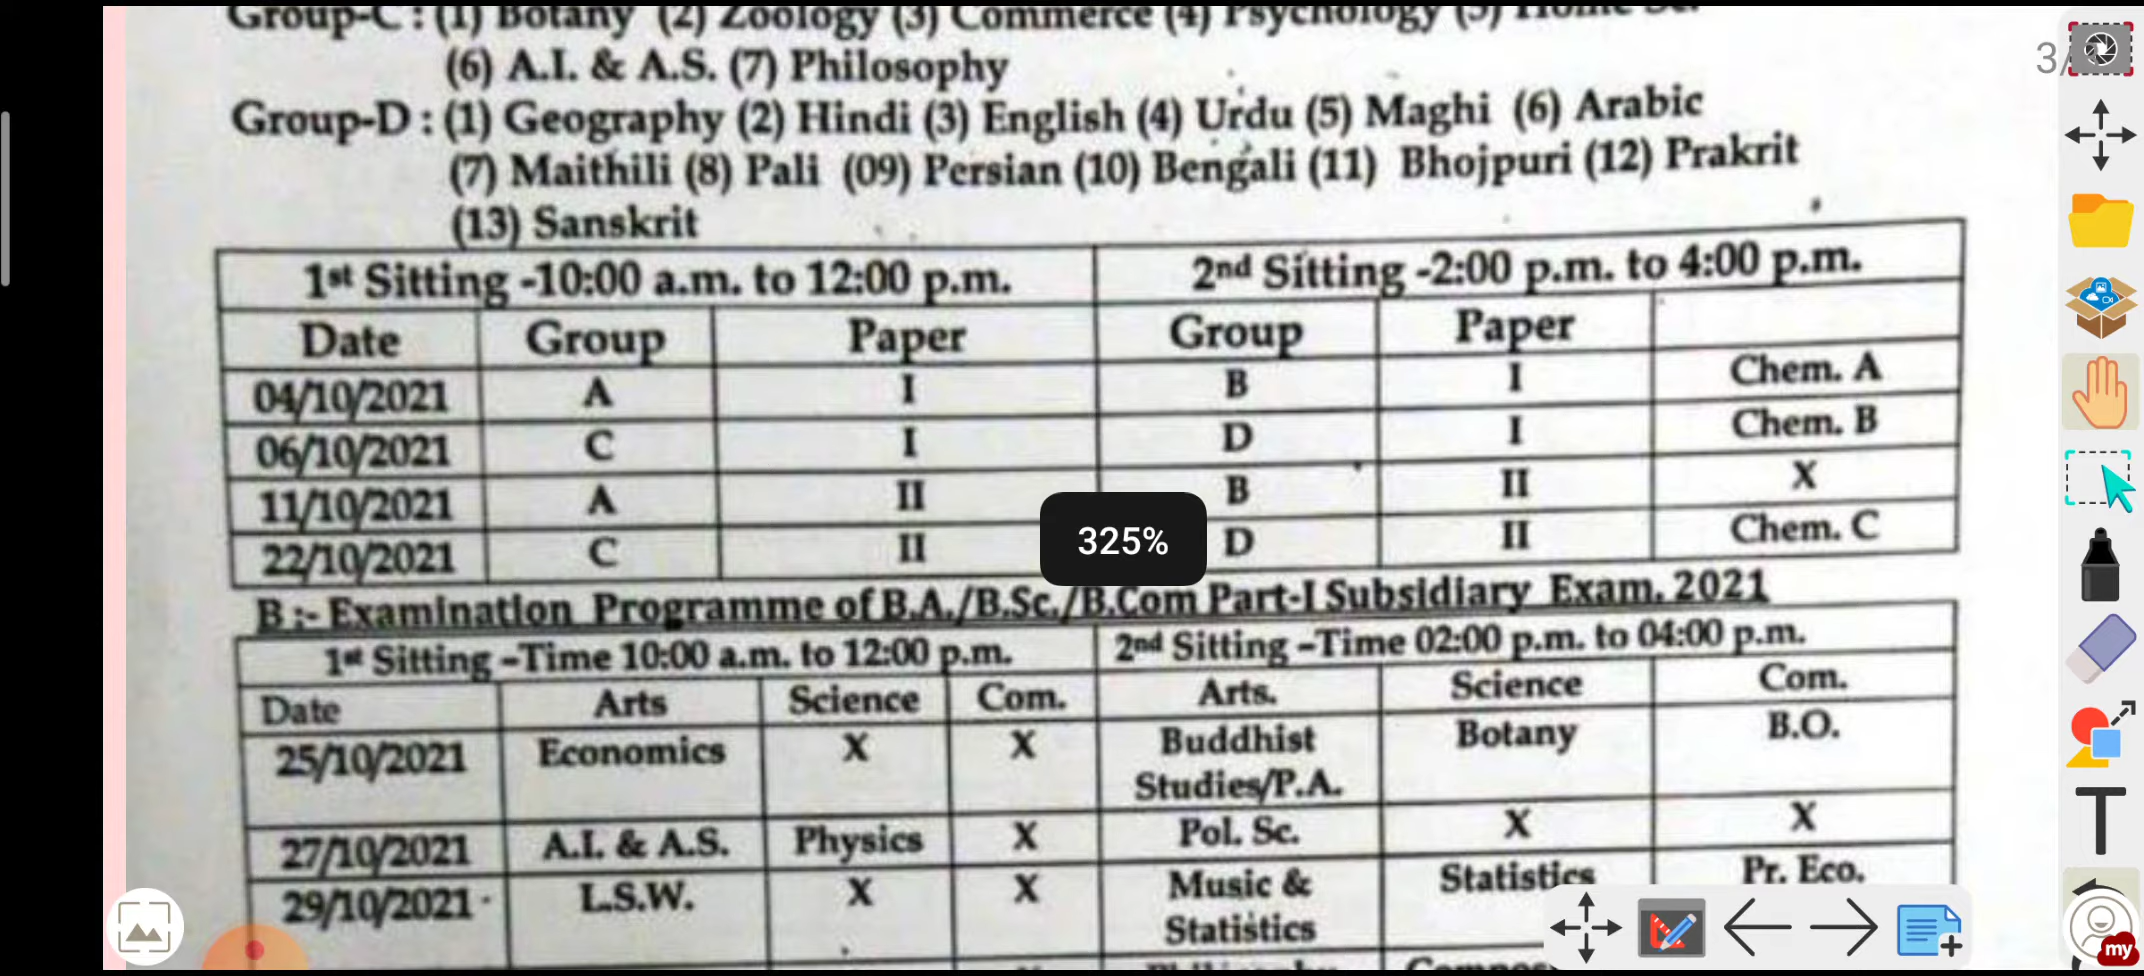 Group-C : (1) Botany (2) Zoology (3) Commerce (4) Psychology (5) Home Sc.
(6) A.I. & A.S. (7) Philosophy
Group-D : (1) Geography (2) Hindi (3) English (4) Urdu (5) Maghi (6) Arabic
(7) Maithili (8) Pali (09) Persian (10) Bengali (11) Bhojpuri (12) Prakrit
(13) Sanskrit
1st Sitting -10:00 a.m. to 12:00 p.m. 2nd Sitting -2:00 p.m. to 4:00 p.m.
Date Group Paper Group Paper
04/10/2021 A I B I Chem. A
06/10/2021 C I D I Chem. B
11/10/2021 A II B II X
22/10/2021 C II D II Chem. C
325%
B :- Examination Programme of B.A./B.Sc./B.Com Part-I Subsidiary Exam. 2021
1st Sitting -Time 10:00 a.m. to 12:00 p.m. 2nd Sitting -Time 02:00 p.m. to 04:00 p.m.
Date Arts Science Com. Arts. Science Com.
25/10/2021 Economics X X Buddhist Botany B.O.
Studies/P.A.
27/10/2021 A.I. & A.S. Physics X Pol. Sc. X X
29/10/2021 L.S.W. X X Music & Statistics Pr. Eco.
Statistics
3/
T
my